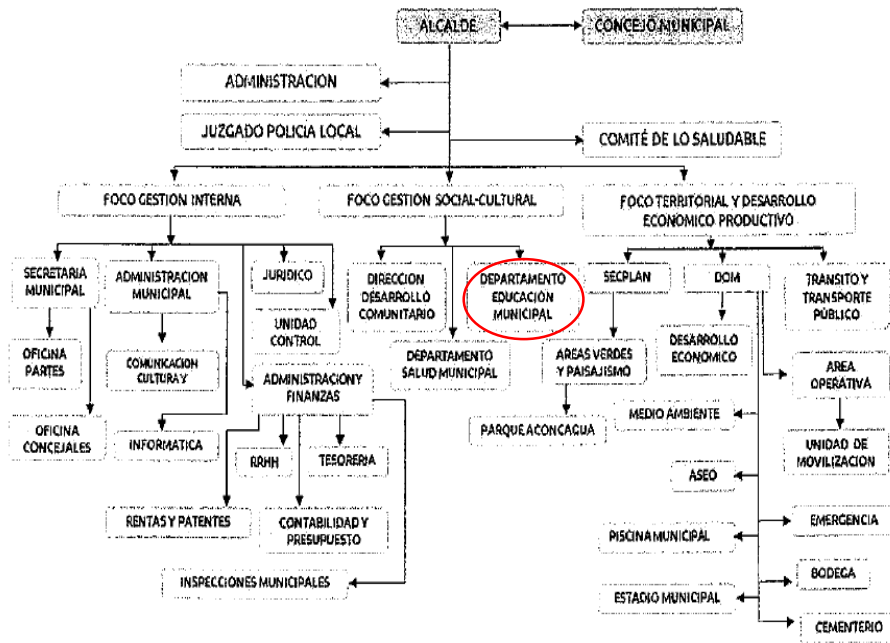 ALCALDE
CONCEJO MUNICIPAL
ADMINISTRACION
JUZGADO POLICIA LOCAL
COMITÉ DE LO SALUDABLE
FOCO GESTION INTERNA
FOCO GESTION SOCIAL-CULTURAL
FOCO TERRITORIAL Y DESARROLLO
ECONOMICO PRODUCTIVO
SECRETARIA
MUNICIPAL
ADMINISTRACION
MUNICIPAL
JURÍDICO
DIRECCION
DESARROLLO
COMUNITARIO
DEPARTAMENTO
EDUCACIÓN
MUNICIPAL
SECPLAN
DOM
TRANSITO Y
TRANSPORTE
PÚBLICO
OFICINA
PARTES
COMUNICACION
CULTURA Y
UNIDAD
CONTROL
DEPARTAMENTO
SALUD MUNICIPAL
AREAS VERDES
Y PAISAJISMO
DESARROLLO
ECONOMICO
AREA
OPERATIVA
ADMINISTRACION Y
FINANZAS
OFICINA
CONCEJALES
INFORMATICA
RRHH
TESORERIA
PARQUE ACONCAGUA
MEDIO AMBIENTE
UNIDAD DE
MOVILIZACION
ASEO
RENTAS Y PATENTES
CONTABILIDAD Y
PRESUPUESTO
PISCINA MUNICIPAL
EMERGENCIA
INSPECCIONES MUNICIPALES
BODEGA
ESTADIO MUNICIPAL
CEMENTERIO